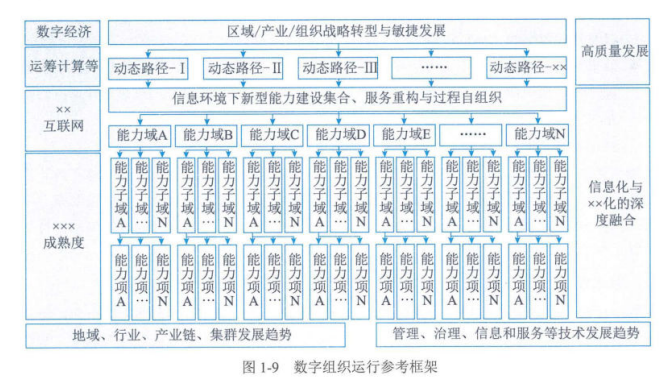 数字经济
区域/产业/组织战略转型与敏捷发展
高质量发展
运筹计算等
动态路径-Ⅰ
动态路径-Ⅱ
动态路径-Ⅲ
……
动态路径-××
信息环境下新型能力建设集合、服务重构与过程自组织
××
互联网
能力域A
能力域B
能力域C
能力域D
能力域E
……
能力域N
×××
成熟度
能力子域A
能力子域…
能力子域N
能力子域A
能力子域…
能力子域N
能力子域A
能力子域…
能力子域N
能力子域A
能力子域…
能力子域N
能力子域A
能力子域…
能力子域N
能力子域A
能力子域…
能力子域N
能力子域A
能力子域…
能力子域N
能力项A
能力项…
能力项N
能力项A
能力项…
能力项N
能力项A
能力项…
能力项N
能力项A
能力项…
能力项N
能力项A
能力项…
能力项N
能力项A
能力项…
能力项N
能力项A
能力项…
能力项N
信息化与
××化的深
度融合
地域、行业、产业链、集群发展趋势
管理、治理、信息和服务等技术发展趋势
图 1-9 数字组织运行参考框架